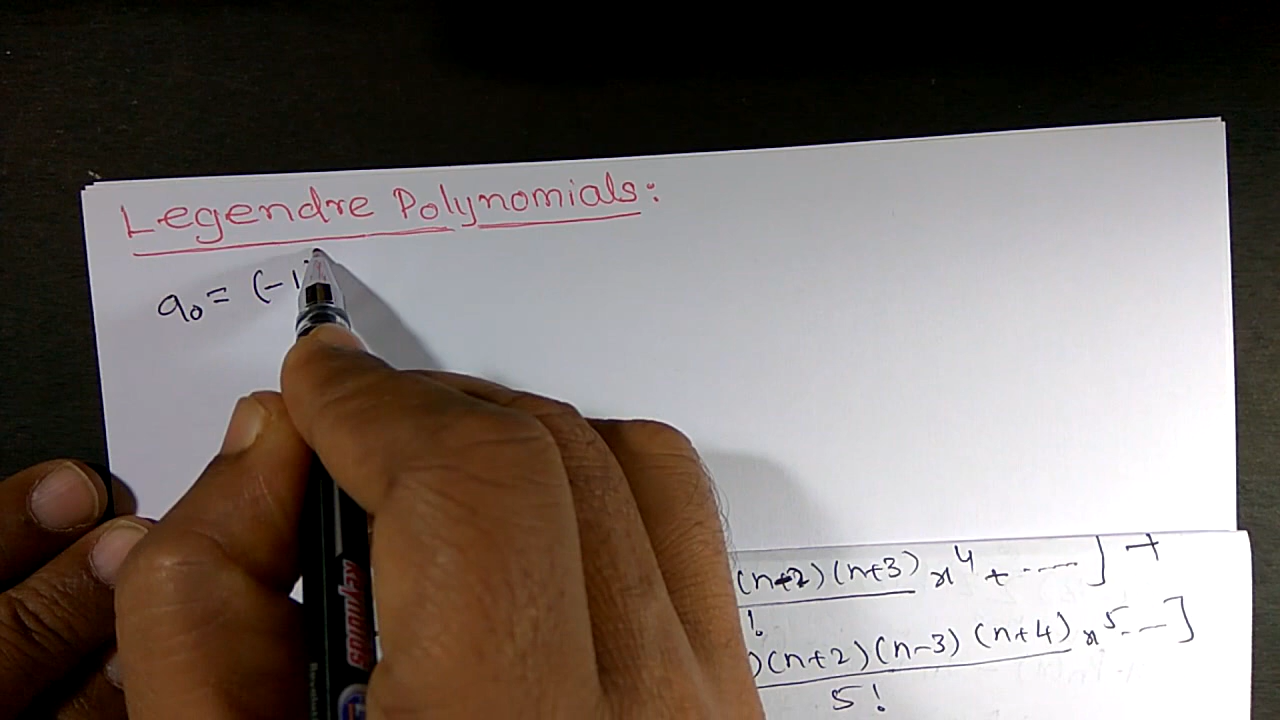 Legendre Polynomials:
a₀ = (-1)
(n+2)(n+3) x⁴ + ----- ] +
!
)(n+2)(n-3)(n+4) x⁵ --- ]
5!